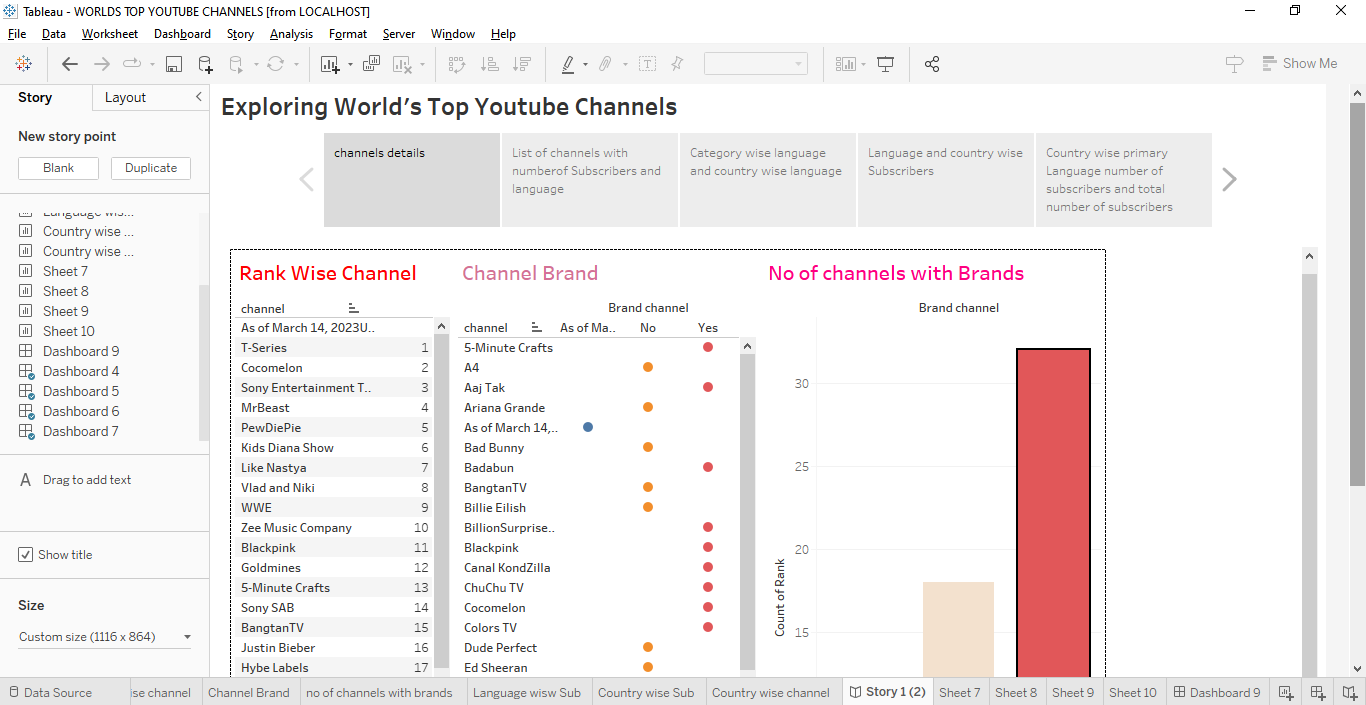 Tableau - WORLDS TOP YOUTUBE CHANNELS [from LOCALHOST]
File Data Worksheet Dashboard Story Analysis Format Server Window Help
Show Me
Story Layout
New story point
Blank Duplicate
Language wis...
Country wise ...
Country wise ...
Sheet 7
Sheet 8
Sheet 9
Sheet 10
Dashboard 9
Dashboard 4
Dashboard 5
Dashboard 6
Dashboard 7
A Drag to add text
Show title
Size
Custom size (1116 x 864)
Exploring World's Top Youtube Channels
channels details
List of channels with
numberof Subscribers and
language
Category wise language
and country wise language
Language and country wise
Subscribers
Country wise primary
Language number of
subscribers and total
number of subscribers
Rank Wise Channel
channel
As of March 14, 2023U..
T-Series 1
Cocomelon 2
Sony Entertainment T.. 3
MrBeast 4
PewDiePie 5
Kids Diana Show 6
Like Nastya 7
Vlad and Niki 8
WWE 9
Zee Music Company 10
Blackpink 11
Goldmines 12
5-Minute Crafts 13
Sony SAB 14
BangtanTV 15
Justin Bieber 16
Hybe Labels 17
Channel Brand
Brand channel
channel As of Ma.. No Yes
5-Minute Crafts
A4
Aaj Tak
Ariana Grande
As of March 14,..
Bad Bunny
Badabun
BangtanTV
Billie Eilish
BillionSurprise..
Blackpink
Canal KondZilla
ChuChu TV
Cocomelon
Colors TV
Dude Perfect
Ed Sheeran
No of channels with Brands
Brand channel
30
25
20
15
Count of Rank
Data Source ise channel Channel Brand no of channels with brands Language wisw Sub Country wise Sub Country wise channel Story 1 (2) Sheet 7 Sheet 8 Sheet 9 Sheet 10 Dashboard 9